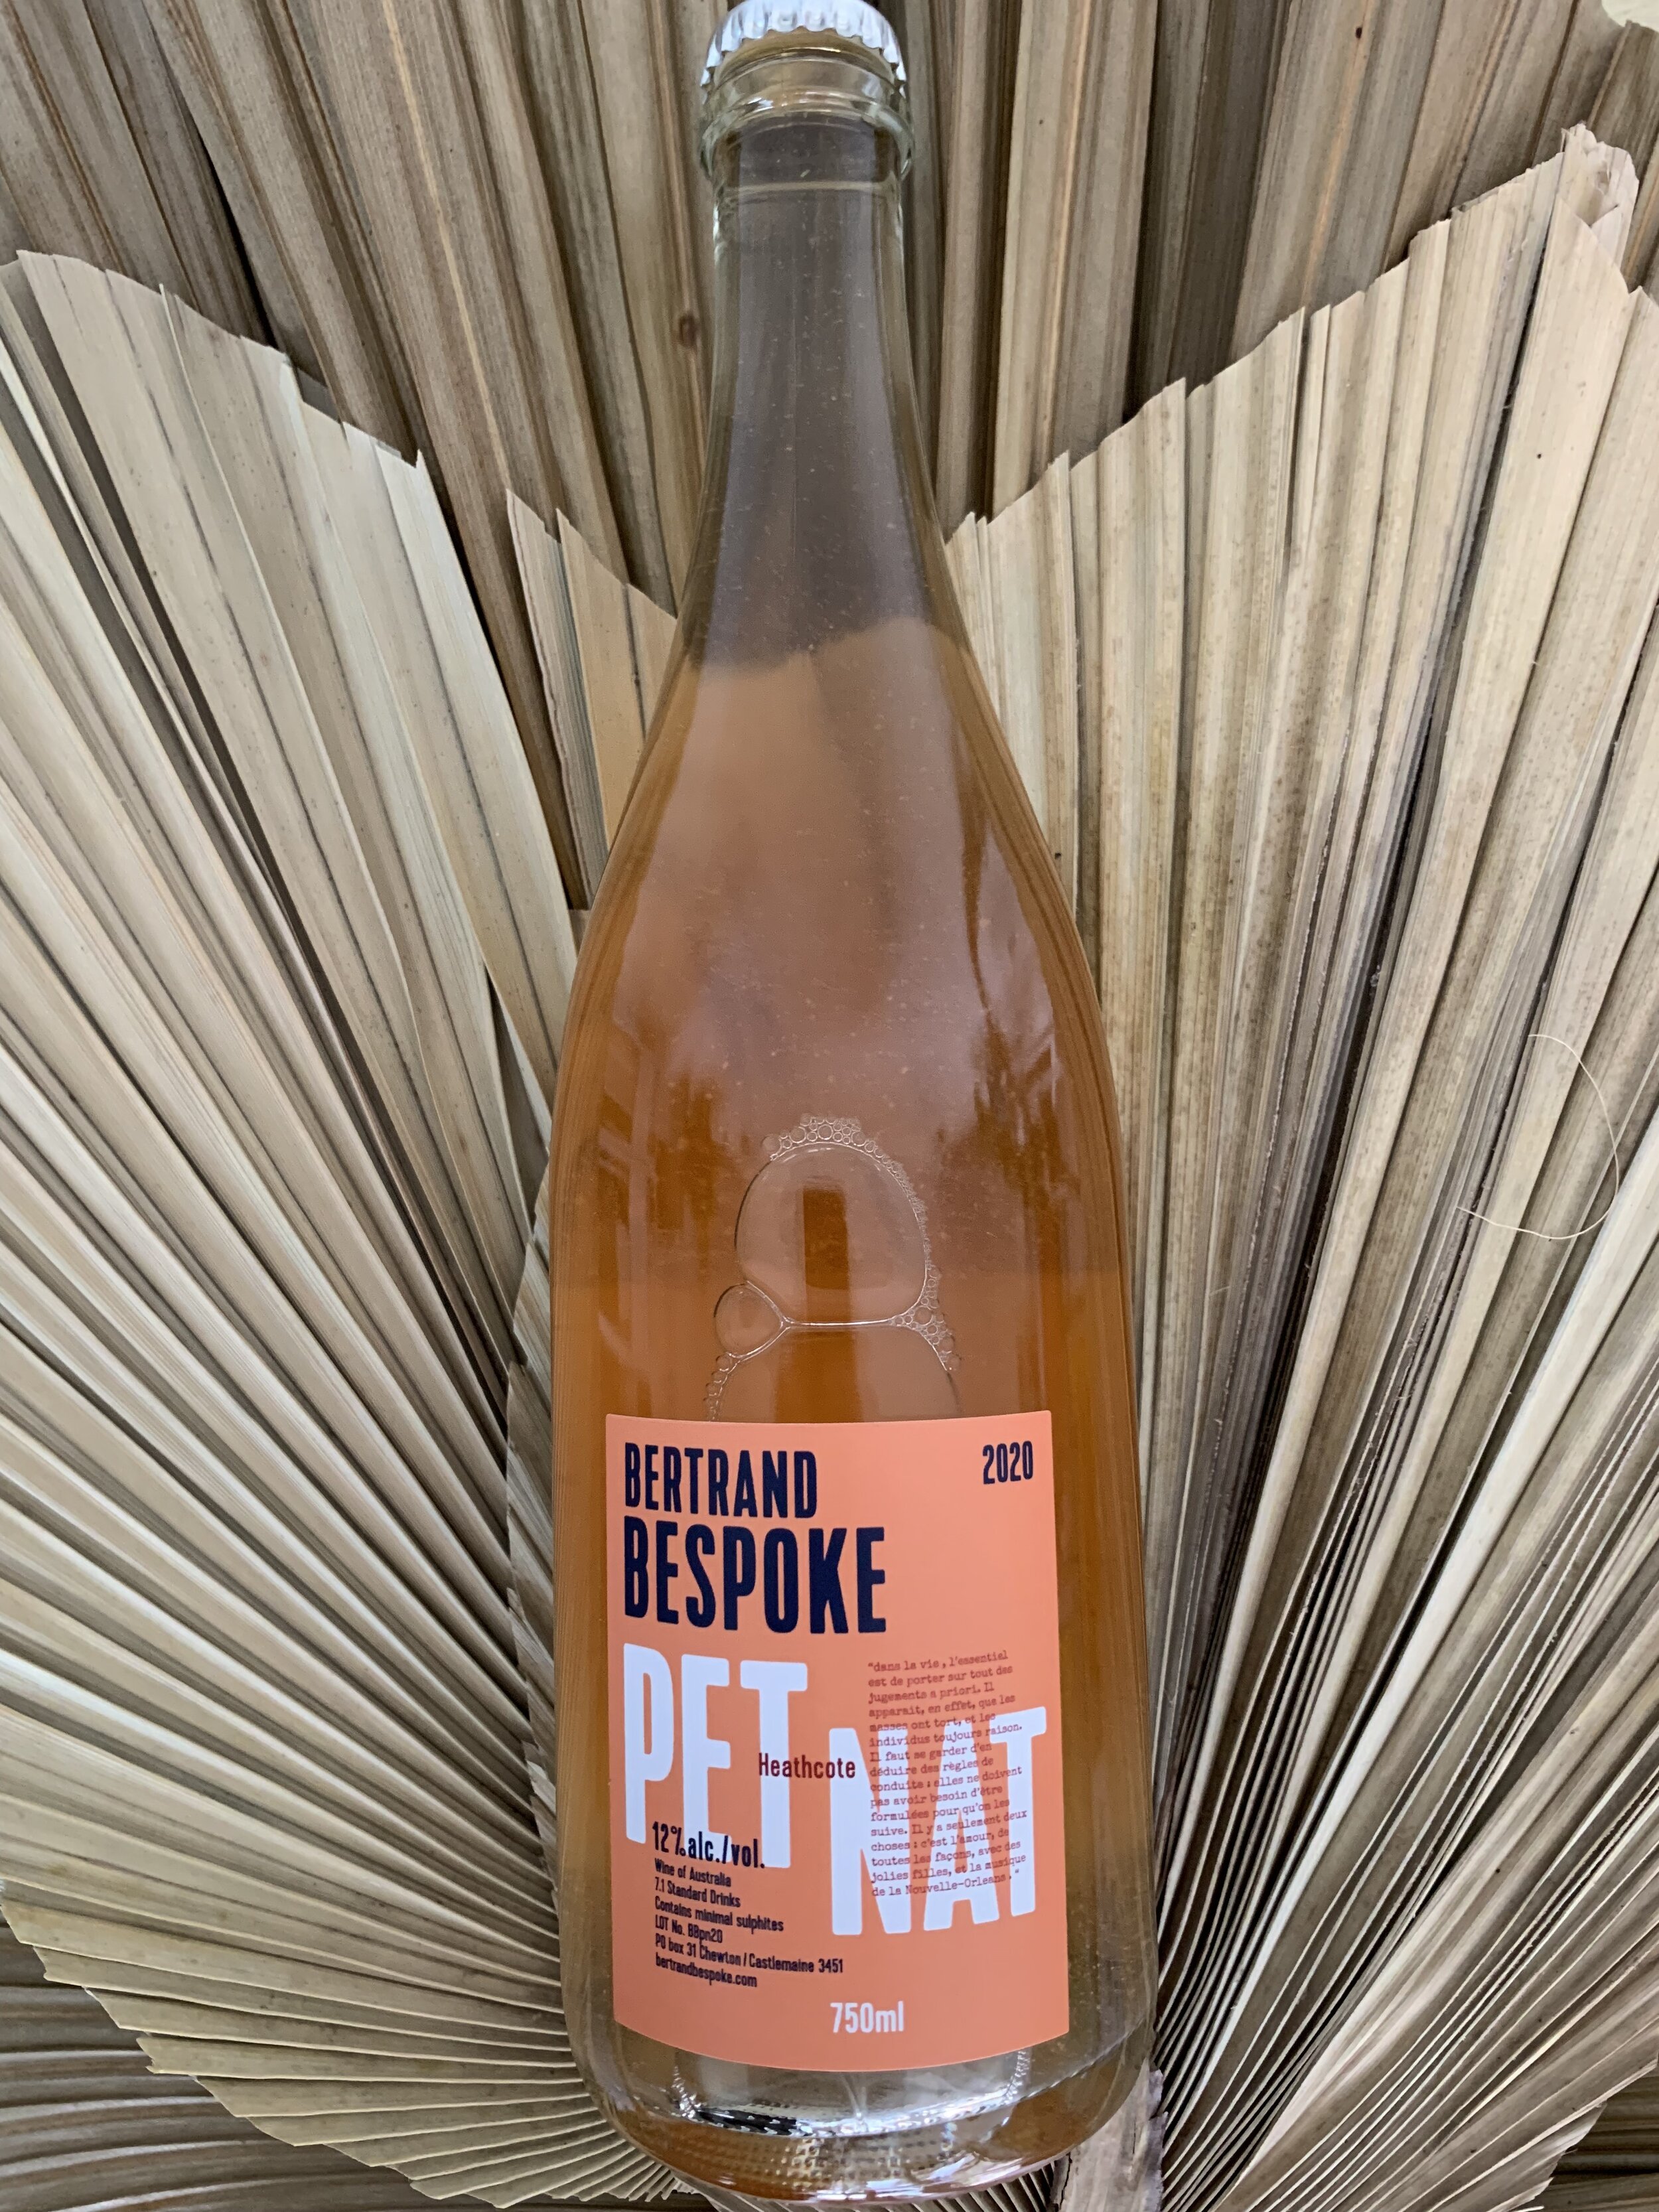 BERTRAND
2020
BESPOKE
PET NAT
Heathcote
"dans la vie, l'essentiel
est de porter sur tout des
jugements a priori. Il
apparait, en effet, que les
masses ont tort, et les
individus toujours raison.
Il faut se garder d'en
déduire des règles de
conduite : elles ne doivent
pas avoir besoin d'être
formulées pour qu'on les
suive. Il y a seulement deux
choses : c'est l'amour, de
toutes les façons, avec des
jolies filles, et la musique
de la Nouvelle-Orleans."
12% alc./vol.
Wine of Australia
7.1 Standard Drinks
Contains minimal sulphites
LOT No. BBpn20
PO box 31 Chewton / Castlemaine 3451
bertrandbespoke.com
750ml